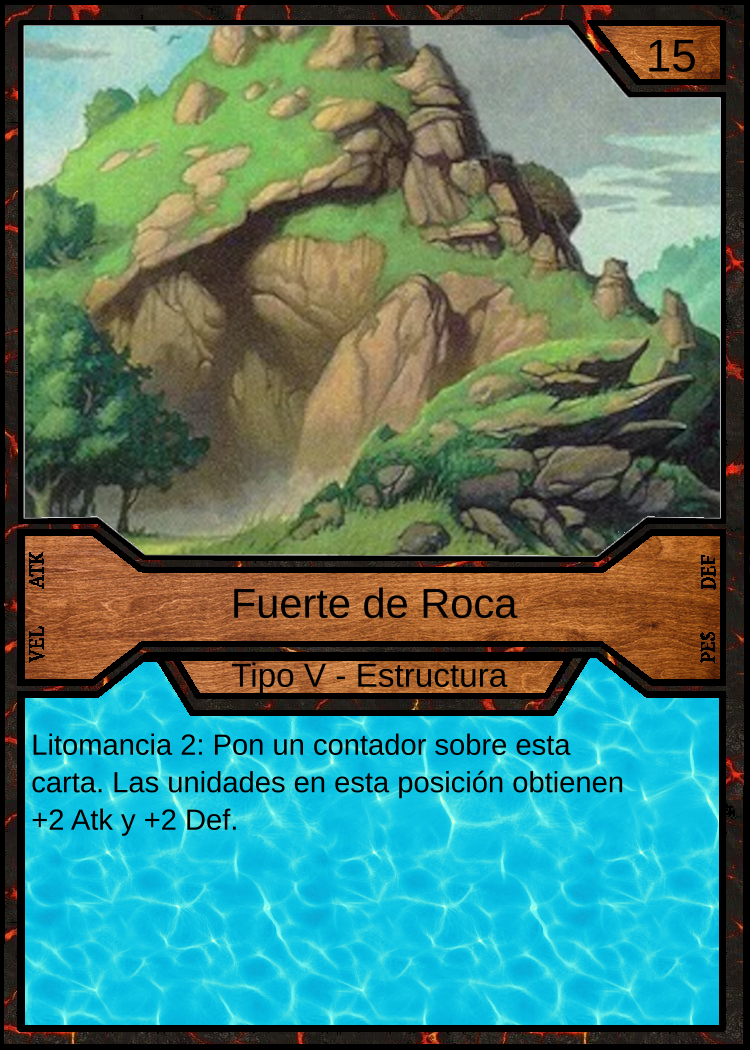 15
ATK
DEF
Fuerte de Roca
VEL
PES
Tipo V - Estructura
Litomancia 2: Pon un contador sobre esta
carta. Las unidades en esta posición obtienen
+2 Atk y +2 Def.